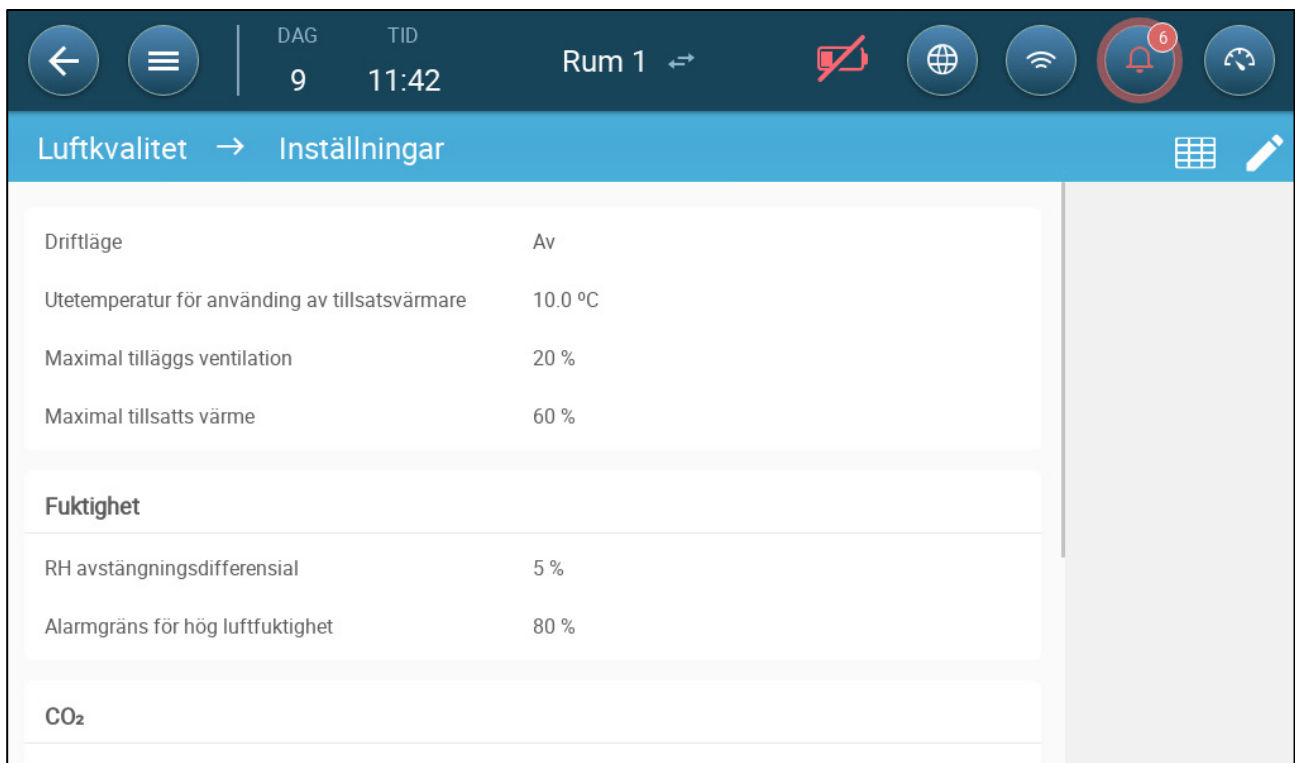 DAG TID
9 11:42
Rum 1
6
Luftkvalitet → Inställningar
Driftläge Av
Utetemperatur för använding av tillsatsvärmare 10.0 ºC
Maximal tilläggs ventilation 20 %
Maximal tillsatts värme 60 %
Fuktighet
RH avstängningsdifferensial 5 %
Alarmgräns för hög luftfuktighet 80 %
CO₂